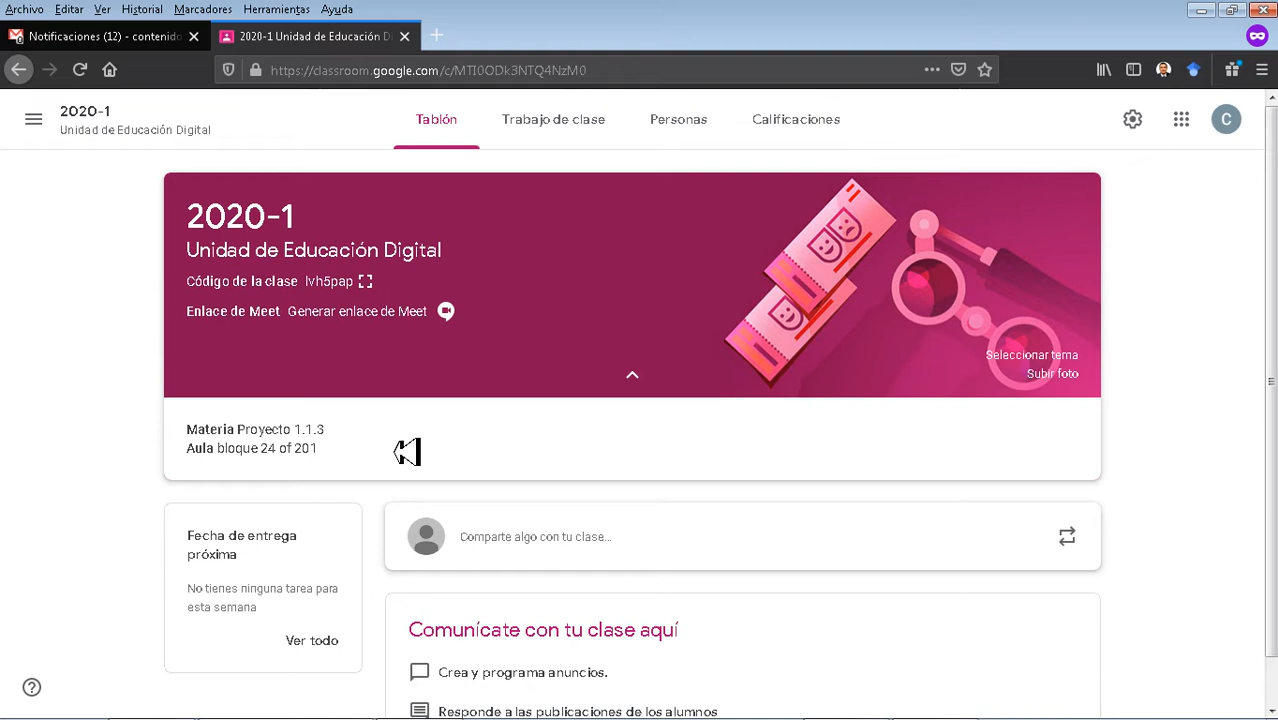 Archivo Editar Ver Historial Marcadores Herramientas Ayuda
Notificaciones (12) - contenido
2020-1 Unidad de Educación D
https://classroom.google.com/c/MTI0ODk3NTQ4NzM0
2020-1
Unidad de Educación Digital
Tablón Trabajo de clase Personas Calificaciones
C
2020-1
Unidad de Educación Digital
Código de la clase lvh5pap
Enlace de Meet Generar enlace de Meet
Seleccionar tema
Subir foto
Materia Proyecto 1.1.3
Aula bloque 24 of 201
Fecha de entrega
próxima
No tienes ninguna tarea para
esta semana
Ver todo
Comparte algo con tu clase...
Comunícate con tu clase aquí
Crea y programa anuncios.
Responde a las publicaciones de los alumnos